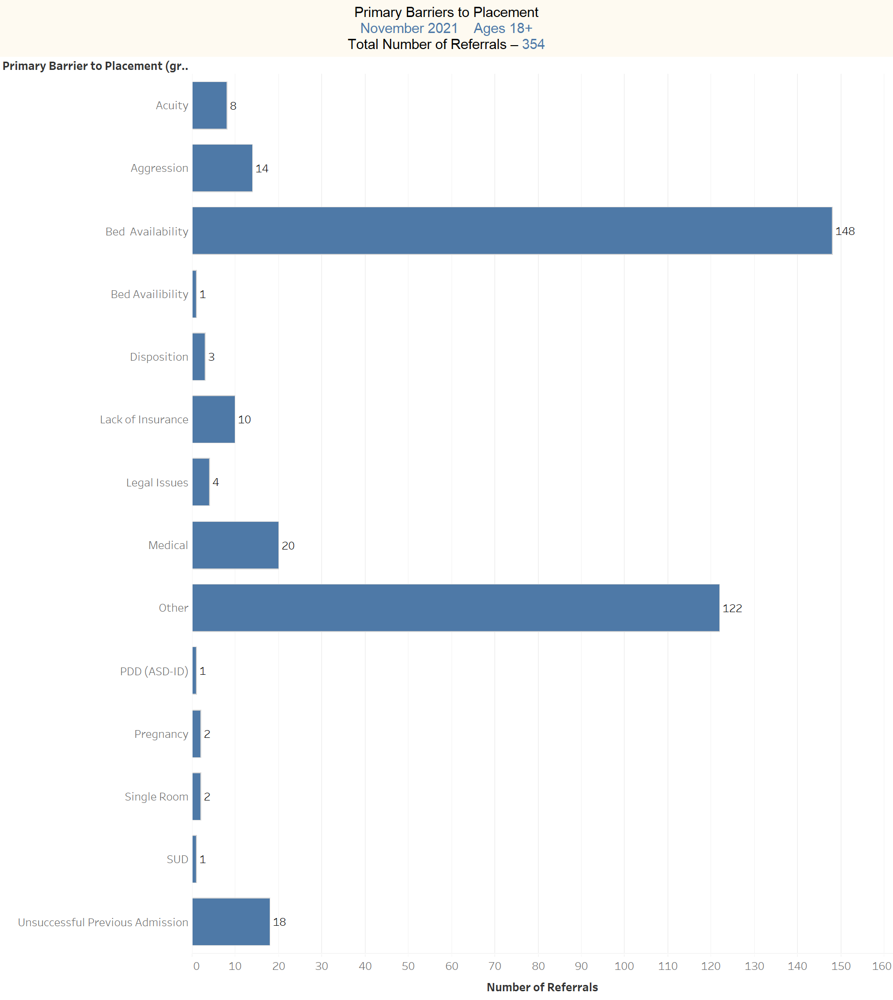 Primary Barriers to Placement
November 2021 Ages 18+
Total Number of Referrals – 354
Primary Barrier to Placement (gr..
Acuity 8
Aggression 14
Bed  Availability 148
Bed Availibility 1
Disposition 3
Lack of Insurance 10
Legal Issues 4
Medical 20
Other 122
PDD (ASD-ID) 1
Pregnancy 2
Single Room 2
SUD 1
Unsuccessful Previous Admission 18
0 10 20 30 40 50 60 70 80 90 100 110 120 130 140 150 160
Number of Referrals